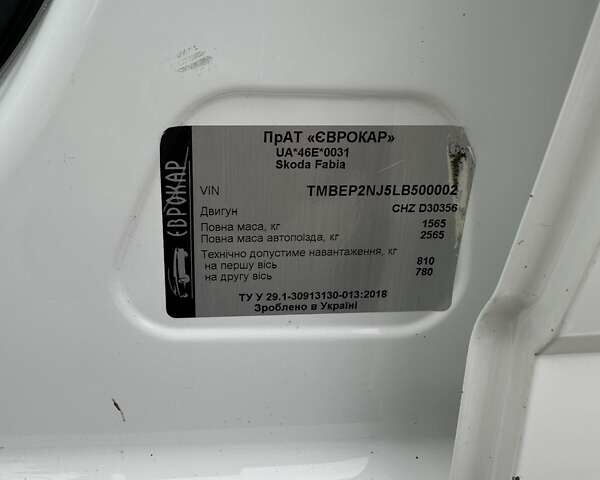 ЄВРОКАР
ПрАТ «ЄВРОКАР»
UA*46E*0031
Skoda Fabia
VIN TMBEP2NJ5LB500002
Двигун CHZ D30356
Повна маса, кг 1565
Повна маса автопоїзда, кг 2565
Технічно допустиме навантаження, кг
на першу вісь 810
на другу вісь 780
ТУ У 29.1-30913130-013:2018
Зроблено в Україні